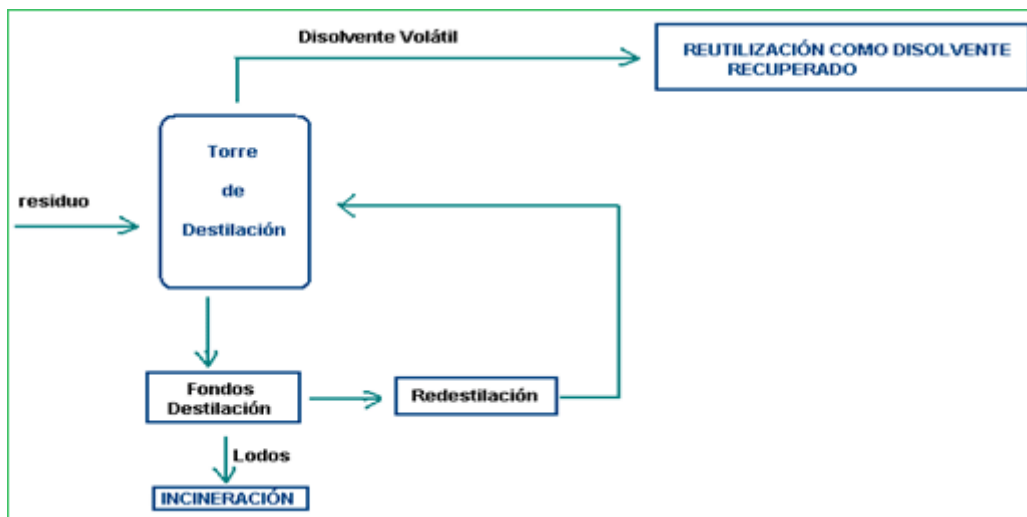 Disolvente Volátil
REUTILIZACIÓN COMO DISOLVENTE
RECUPERADO
Torre
de
Destilación
residuo
Fondos
Destilación
Redestilación
Lodos
INCINERACIÓN